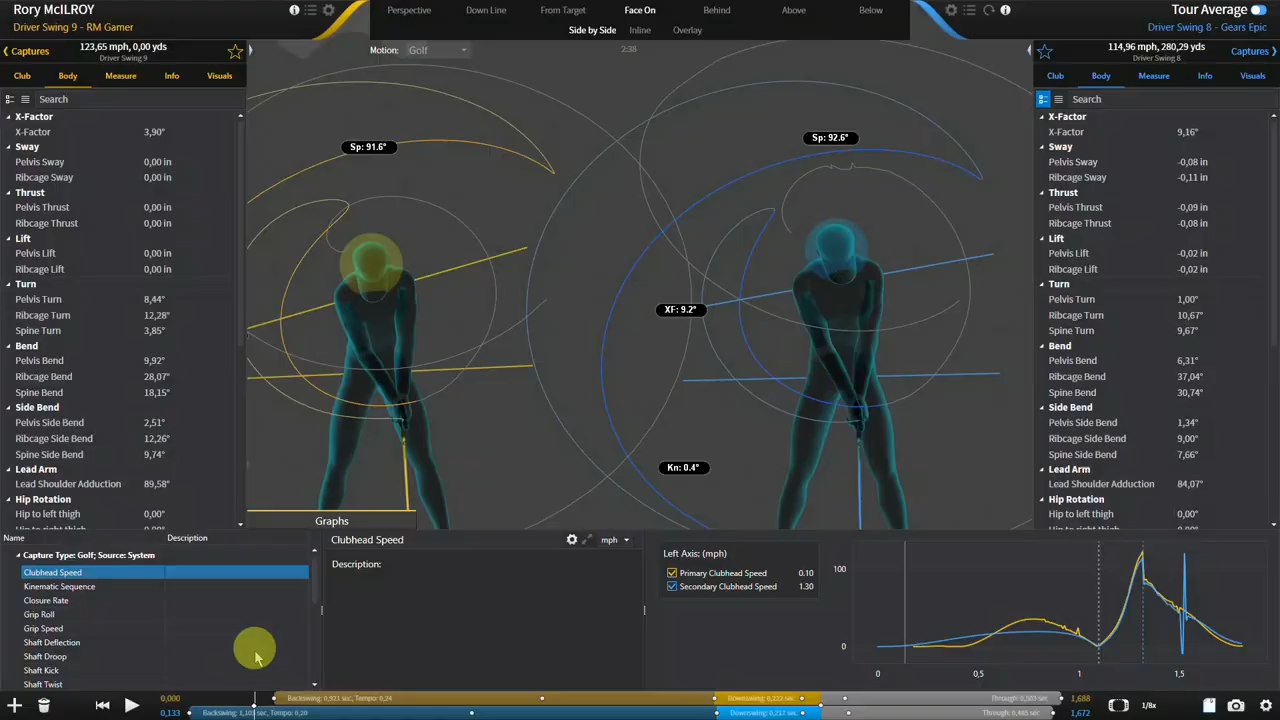 Rory McILROY
Driver Swing 9 - RM Gamer
Perspective Down Line From Target Face On Behind Above Below
Side by Side Inline Overlay
Tour Average
Driver Swing 8 - Gears Epic
Captures
123,65 mph, 0,00 yds
Driver Swing 9
Motion: Golf
2:38
114,96 mph, 280,29 yds
Driver Swing 8
Captures
Club Body Measure Info Visuals
Search
X-Factor
X-Factor 3,90°
Sway
Pelvis Sway 0,00 in
Ribcage Sway 0,00 in
Thrust
Pelvis Thrust 0,00 in
Ribcage Thrust 0,00 in
Lift
Pelvis Lift 0,00 in
Ribcage Lift 0,00 in
Turn
Pelvis Turn 8,44°
Ribcage Turn 12,28°
Spine Turn 3,85°
Bend
Pelvis Bend 9,92°
Ribcage Bend 28,07°
Spine Bend 18,15°
Side Bend
Pelvis Side Bend 2,51°
Ribcage Side Bend 12,26°
Spine Side Bend 9,74°
Lead Arm
Lead Shoulder Adduction 89,58°
Hip Rotation
Hip to left thigh 0,00°
Sp: 91.6°
Sp: 92.6°
XF: 9.2°
Kn: 0.4°
Club Body Measure Info Visuals
Search
X-Factor
X-Factor 9,16°
Sway
Pelvis Sway -0,08 in
Ribcage Sway -0,11 in
Thrust
Pelvis Thrust -0,09 in
Ribcage Thrust -0,08 in
Lift
Pelvis Lift -0,02 in
Ribcage Lift -0,02 in
Turn
Pelvis Turn 1,00°
Ribcage Turn 10,67°
Spine Turn 9,67°
Bend
Pelvis Bend 6,31°
Ribcage Bend 37,04°
Spine Bend 30,74°
Side Bend
Pelvis Side Bend 1,34°
Ribcage Side Bend 9,00°
Spine Side Bend 7,66°
Lead Arm
Lead Shoulder Adduction 84,07°
Hip Rotation
Hip to left thigh 0,00°
Graphs
Name Description
Capture Type: Golf; Source: System
Clubhead Speed
Kinematic Sequence
Closure Rate
Grip Roll
Grip Speed
Shaft Deflection
Shaft Droop
Shaft Kick
Shaft Twist
Clubhead Speed
mph
Description:
Left Axis: (mph)
Primary Clubhead Speed 0.10
Secondary Clubhead Speed 1.30
100
0
0 0,5 1 1,5
0,000
Backswing: 0,921 sec, Tempo: 0,24
1,688
0,133
1,672
1/8x